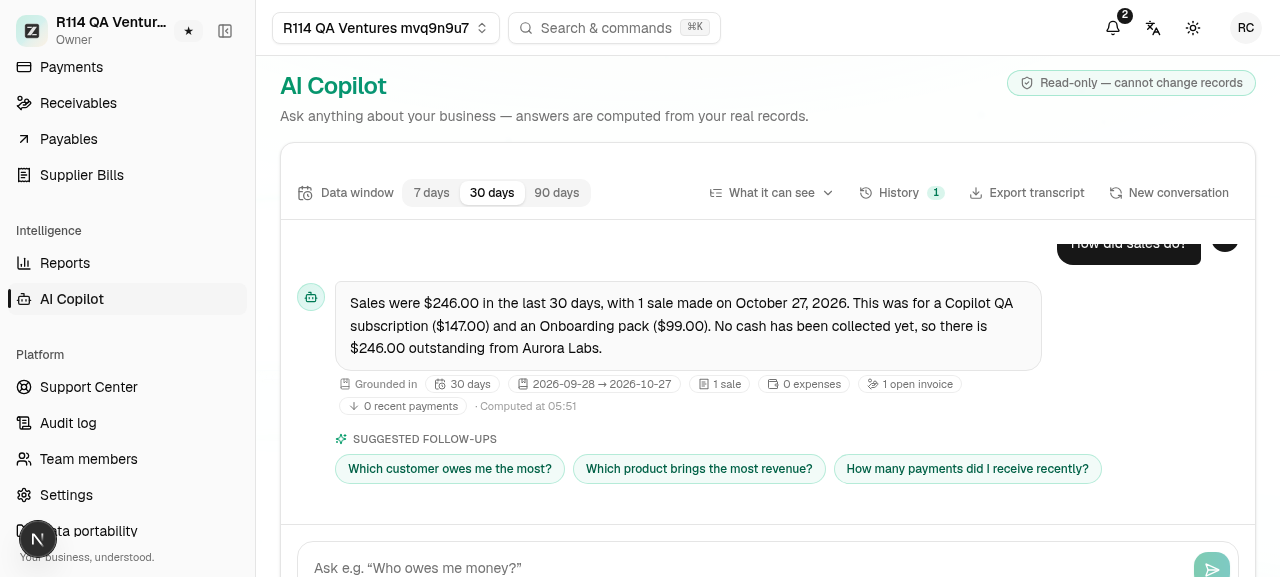 R114 QA Ventur...
Owner
Payments
Receivables
Payables
Supplier Bills
Intelligence
Reports
AI Copilot
Platform
Support Center
Audit log
Team members
Settings
ata portability
N
Your business, understood.
R114 QA Ventures mvq9n9u7
Search & commands
⌘K
2
RC
AI Copilot
Read-only — cannot change records
Ask anything about your business — answers are computed from your real records.
Data window
7 days
30 days
90 days
What it can see
History
1
Export transcript
New conversation
How did sales do?
Sales were $246.00 in the last 30 days, with 1 sale made on October 27, 2026. This was for a Copilot QA
subscription ($147.00) and an Onboarding pack ($99.00). No cash has been collected yet, so there is
$246.00 outstanding from Aurora Labs.
Grounded in
30 days
2026-09-28 → 2026-10-27
1 sale
0 expenses
1 open invoice
0 recent payments
· Computed at 05:51
SUGGESTED FOLLOW-UPS
Which customer owes me the most?
Which product brings the most revenue?
How many payments did I receive recently?
Ask e.g. “Who owes me money?”